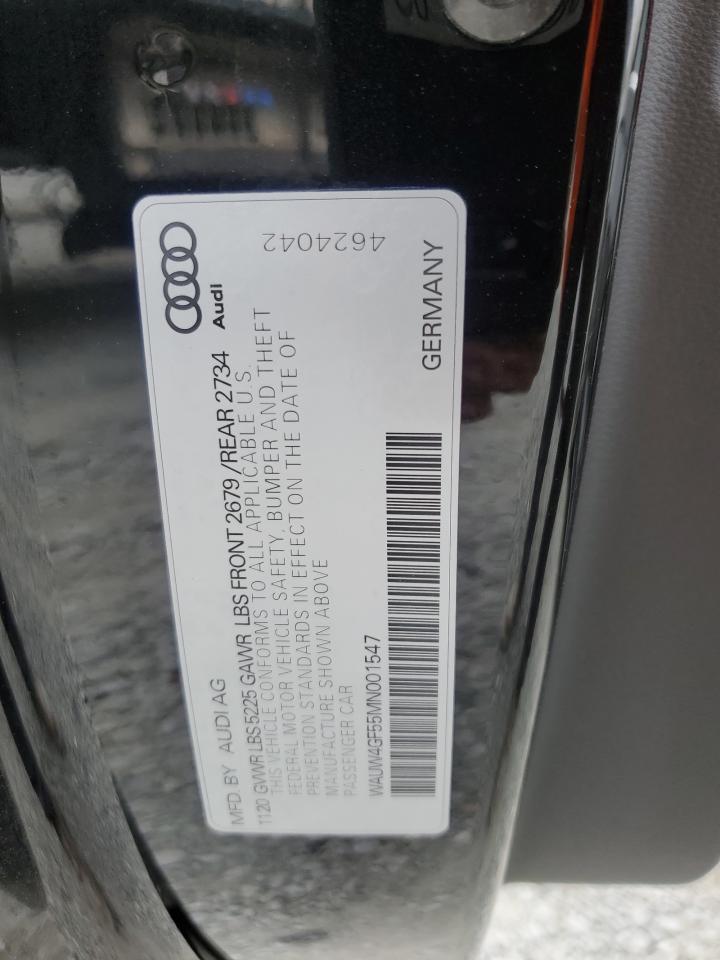 MFD. BY AUDI AG
1120 GVWR LBS 5225 GAWR LBS FRONT 2679 /REAR 2734
THIS VEHICLE CONFORMS TO ALL APPLICABLE U.S.
FEDERAL MOTOR VEHICLE SAFETY, BUMPER AND THEFT
PREVENTION STANDARDS IN EFFECT ON THE DATE OF
MANUFACTURE SHOWN ABOVE
PASSENGER CAR
WAUW4GF55MN001547
Audi
4624042
GERMANY